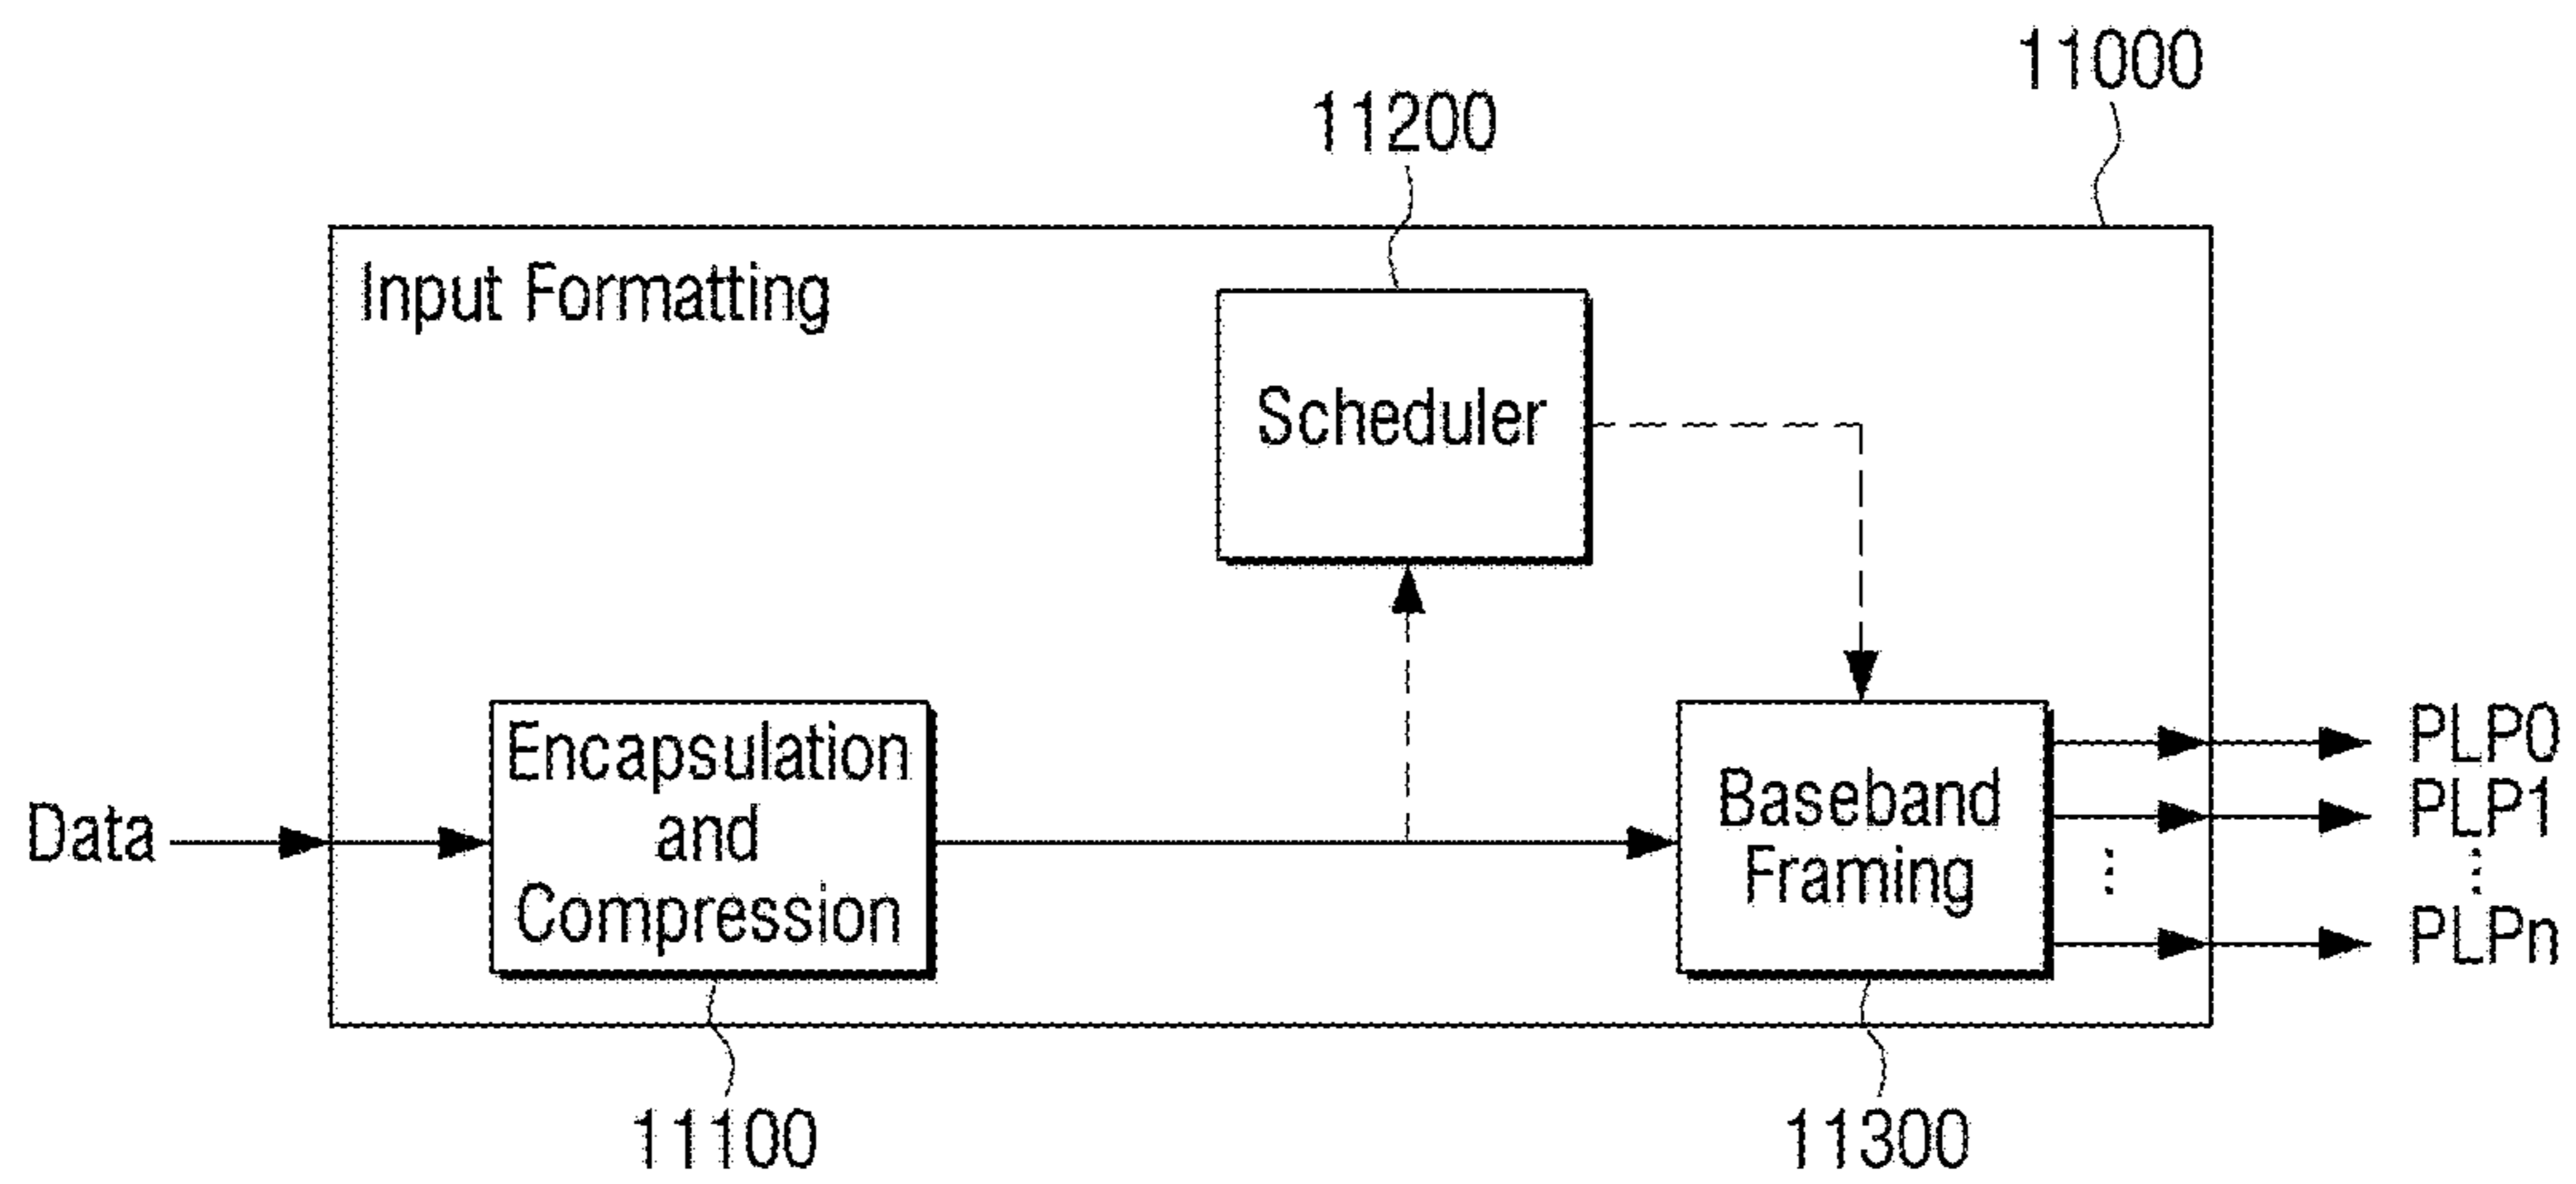 11000
11200
Input Formatting
Scheduler
Encapsulation
and
Compression
Data
Baseband
Framing
PLP0
PLP1
⋮
⋮
PLPn
11100
11300